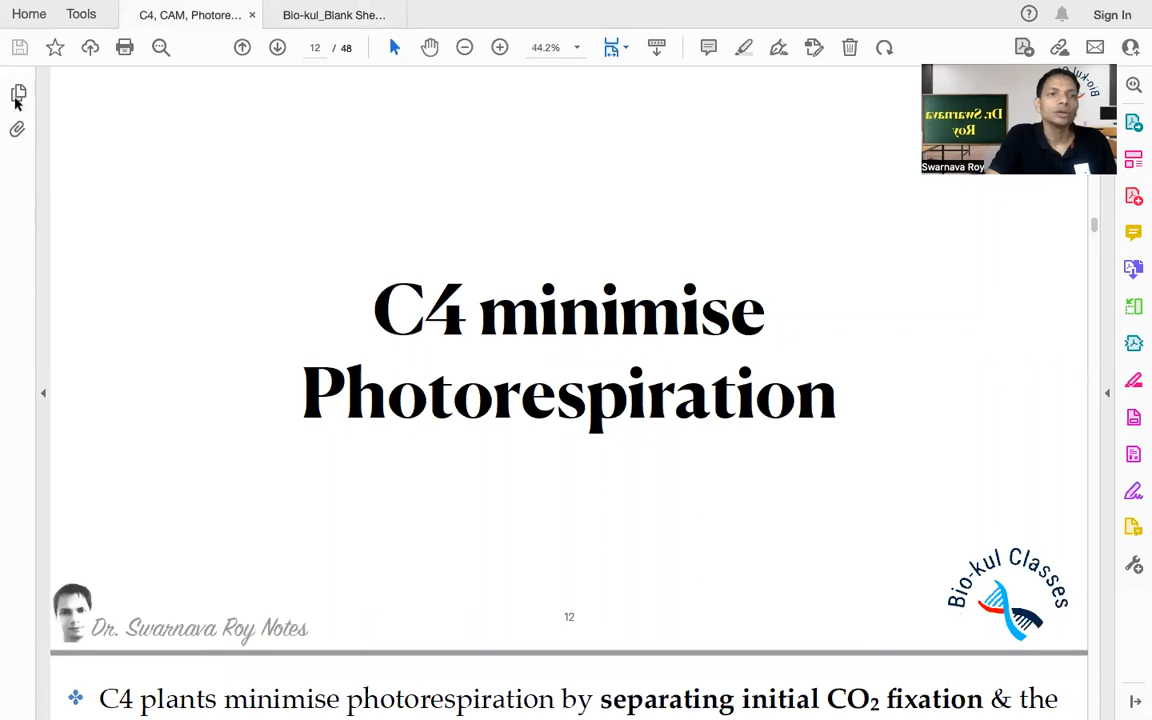 Home Tools C4, CAM, Photore... × Bio-kul_Blank She... Sign In
12 / 48 44.2%
Dr. Swarnava
Roy
Bio-kul
Swarnava Roy
C4 minimise
Photorespiration
Bio-kul Classes
12
Dr. Swarnava Roy Notes
C4 plants minimise photorespiration by separating initial CO₂ fixation & the